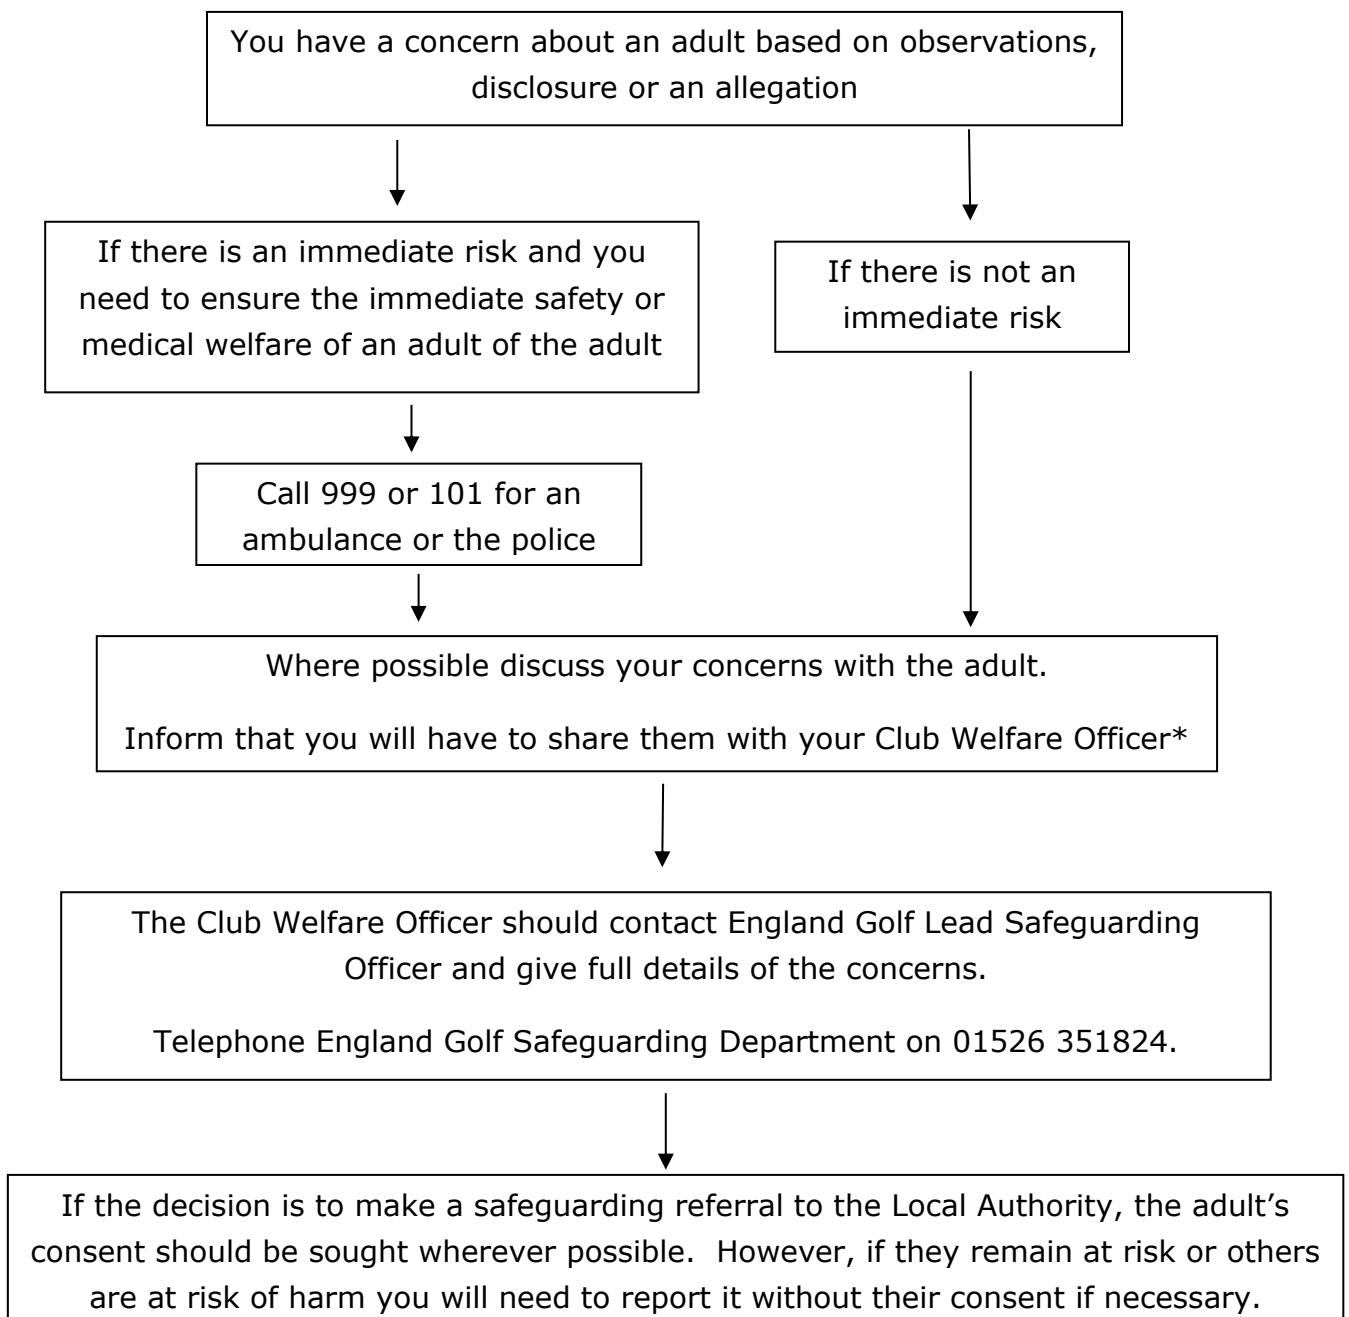 You have a concern about an adult based on observations,
disclosure or an allegation
If there is an immediate risk and you
need to ensure the immediate safety or
medical welfare of an adult of the adult
If there is not an
immediate risk
Call 999 or 101 for an
ambulance or the police
Where possible discuss your concerns with the adult.
Inform that you will have to share them with your Club Welfare Officer*
The Club Welfare Officer should contact England Golf Lead Safeguarding
Officer and give full details of the concerns.
Telephone England Golf Safeguarding Department on 01526 351824.
If the decision is to make a safeguarding referral to the Local Authority, the adult’s
consent should be sought wherever possible.  However, if they remain at risk or others
are at risk of harm you will need to report it without their consent if necessary.